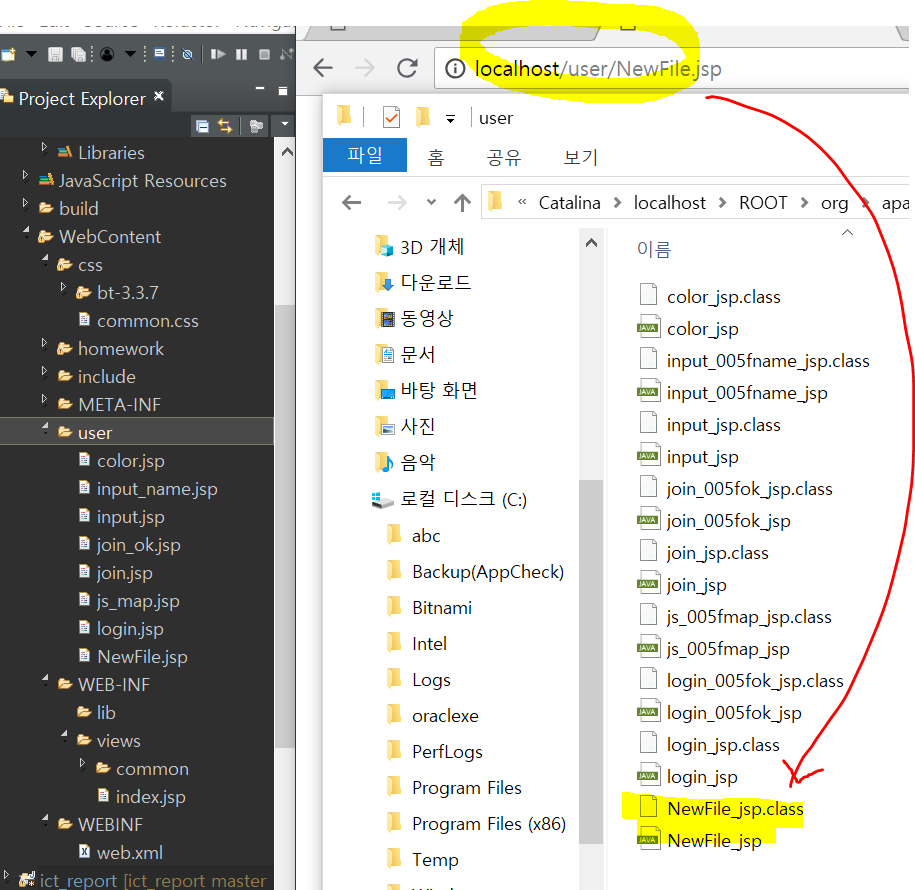 Project Explorer
Libraries
JavaScript Resources
build
WebContent
css
bt-3.3.7
common.css
homework
include
META-INF
user
color.jsp
input_name.jsp
input.jsp
join_ok.jsp
join.jsp
js_map.jsp
login.jsp
NewFile.jsp
WEB-INF
lib
views
common
index.jsp
WEBINF
web.xml
ict_report [ict_report master
localhost/user/NewFile.jsp
user
파일 홈 공유 보기
« Catalina > localhost > ROOT > org > apa
3D 개체
다운로드
동영상
문서
바탕 화면
사진
음악
로컬 디스크 (C:)
abc
Backup(AppCheck)
Bitnami
Intel
Logs
oraclexe
PerfLogs
Program Files
Program Files (x86)
Temp
이름
color_jsp.class
color_jsp
input_005fname_jsp.class
input_005fname_jsp
input_jsp.class
input_jsp
join_005fok_jsp.class
join_005fok_jsp
join_jsp.class
join_jsp
js_005fmap_jsp.class
js_005fmap_jsp
login_005fok_jsp.class
login_005fok_jsp
login_jsp.class
login_jsp
NewFile_jsp.class
NewFile_jsp